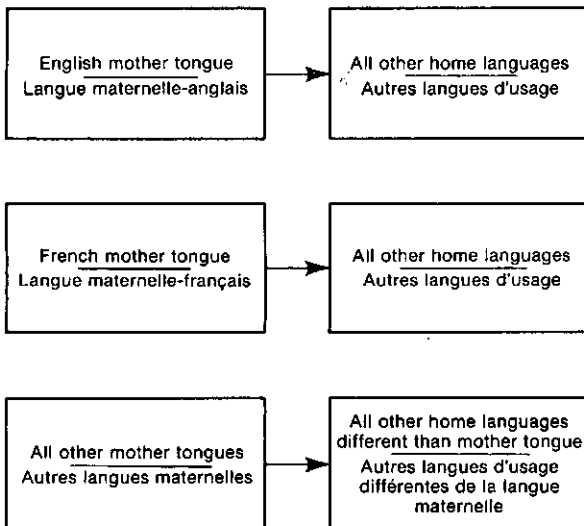 English mother tongue
Langue maternelle-anglais
All other home languages
Autres langues d'usage
French mother tongue
Langue maternelle-français
All other home languages
Autres langues d'usage
All other mother tongues
Autres langues maternelles
All other home languages
different than mother tongue
Autres langues d'usage
différentes de la langue
maternelle